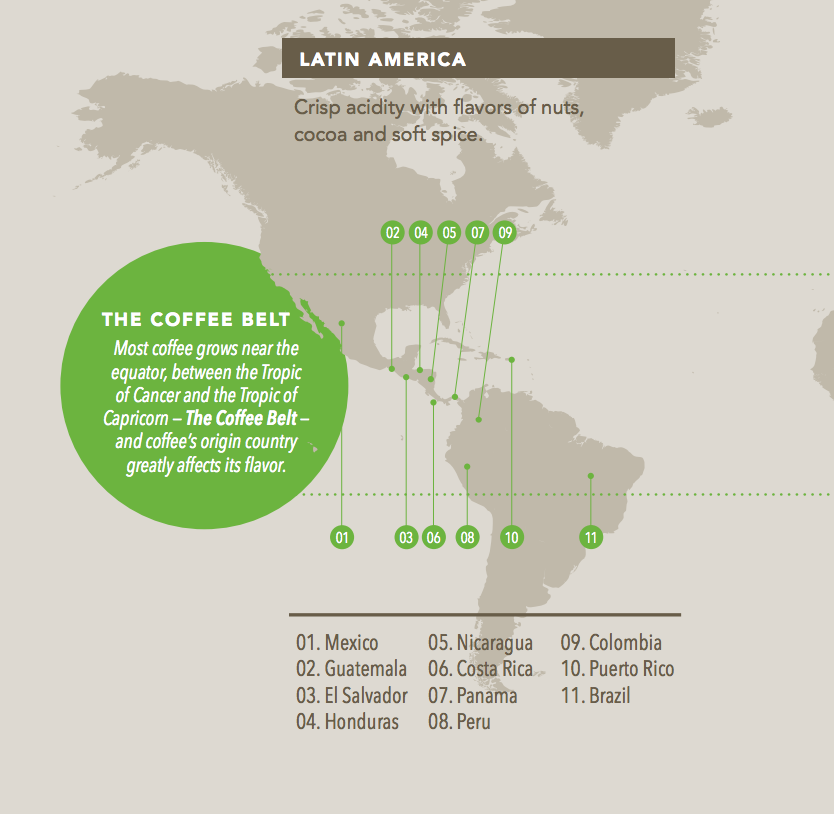 LATIN AMERICA
Crisp acidity with flavors of nuts,
cocoa and soft spice.
02 04 05 07 09
THE COFFEE BELT
Most coffee grows near the
equator, between the Tropic
of Cancer and the Tropic of
Capricorn – The Coffee Belt –
and coffee's origin country
greatly affects its flavor.
01 03 06 08 10 11
01. Mexico
02. Guatemala
03. El Salvador
04. Honduras
05. Nicaragua
06. Costa Rica
07. Panama
08. Peru
09. Colombia
10. Puerto Rico
11. Brazil